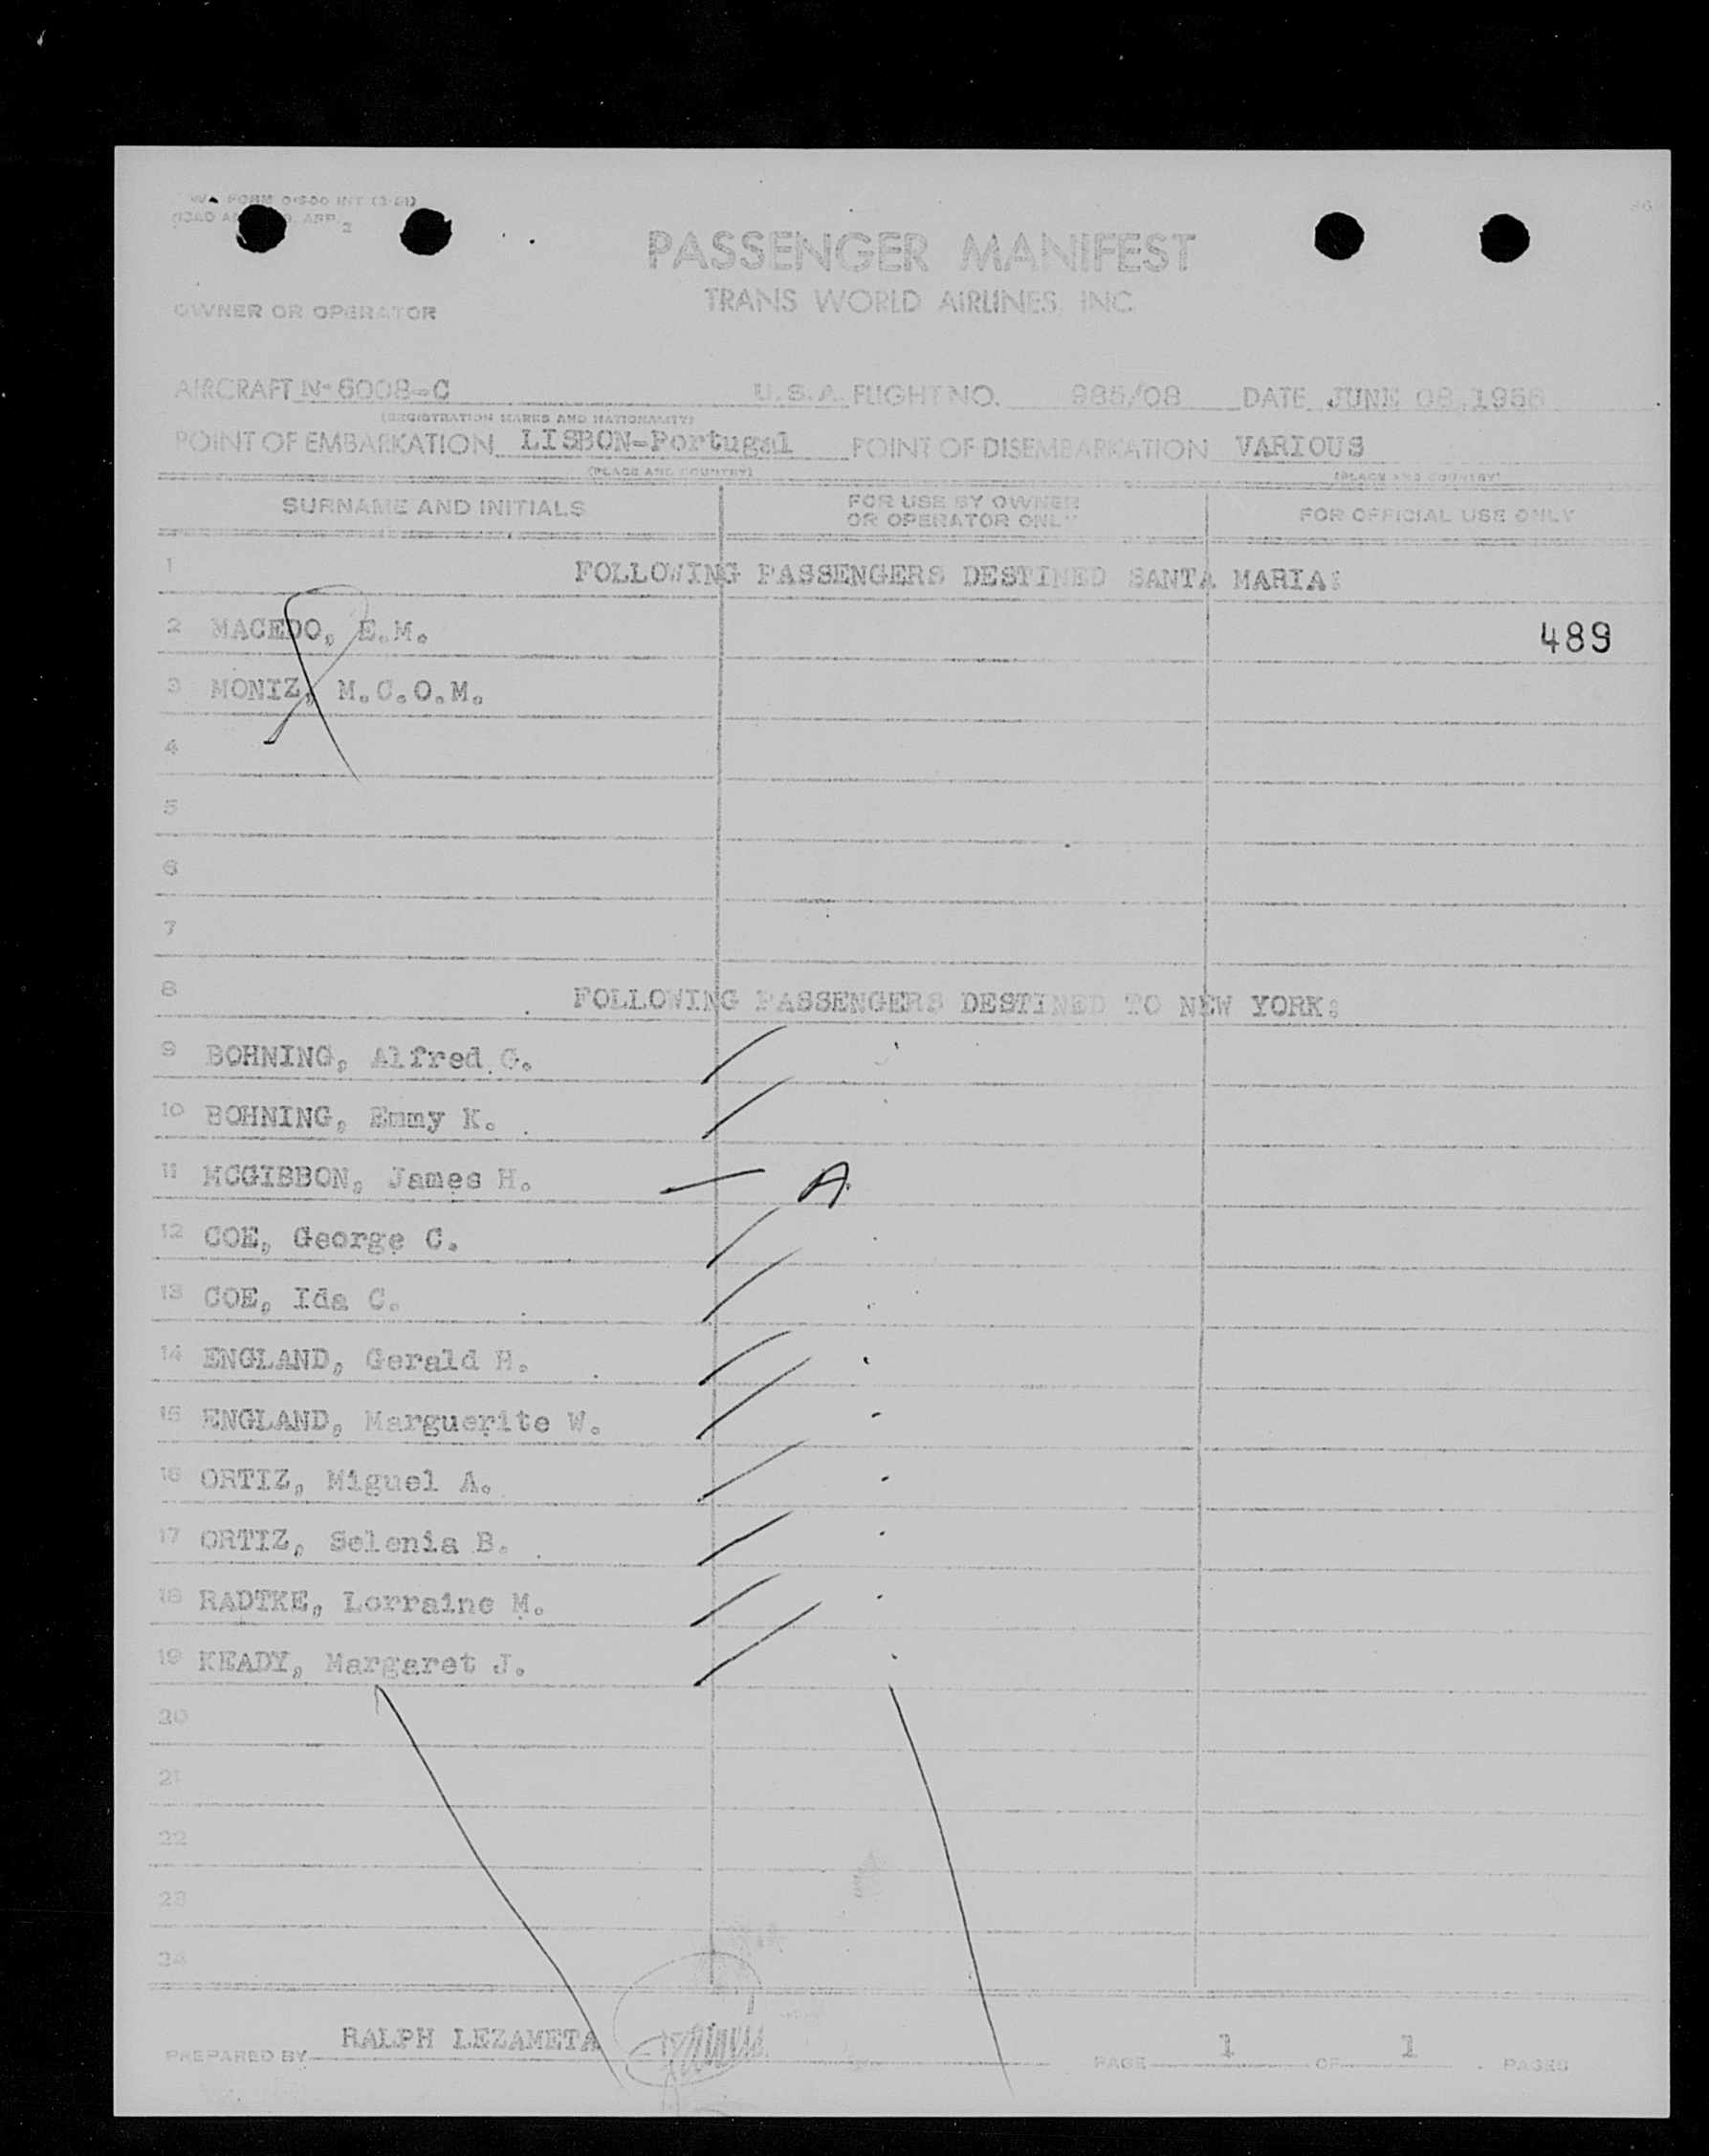 FORM
PASSENGER MANIFEST
TRANS WORLD AIRLINES, INC.
OWNER OR OPERATOR
AIRCRAFT N-6008-C U.S.A. FLIGHT NO. 985/08 DATE JUNE 08, 1956
(REGISTRATION MARKS AND NATIONALITY)
POINT OF EMBARKATION LISBON-Portugal POINT OF DISEMBARKATION VARIOUS
(PLACE AND COUNTRY) (PLACE AND COUNTRY)
SURNAME AND INITIALS FOR USE BY OWNER OR OPERATOR ONLY FOR OFFICIAL USE ONLY
1 FOLLOWING PASSENGERS DESTINED SANTA MARIA:
2 MACEDO, E.M. 489
3 MONIZ, M.C.O.M.
4
5
6
7
8 FOLLOWING PASSENGERS DESTINED TO NEW YORK:
9 BOHNING, Alfred G.
10 BOHNING, Emmy K.
11 MCGIBBON, James H. A
12 COE, George C.
13 COE, Ida C.
14 ENGLAND, Gerald H.
15 ENGLAND, Marguerite W.
16 ORTIZ, Miguel A.
17 ORTIZ, Selenia B.
18 RADTKE, Lorraine M.
19 KEADY, Margaret J.
20
21
22
23
24
PREPARED BY RALPH LEZAMETA PAGE 1 OF 1 PAGES